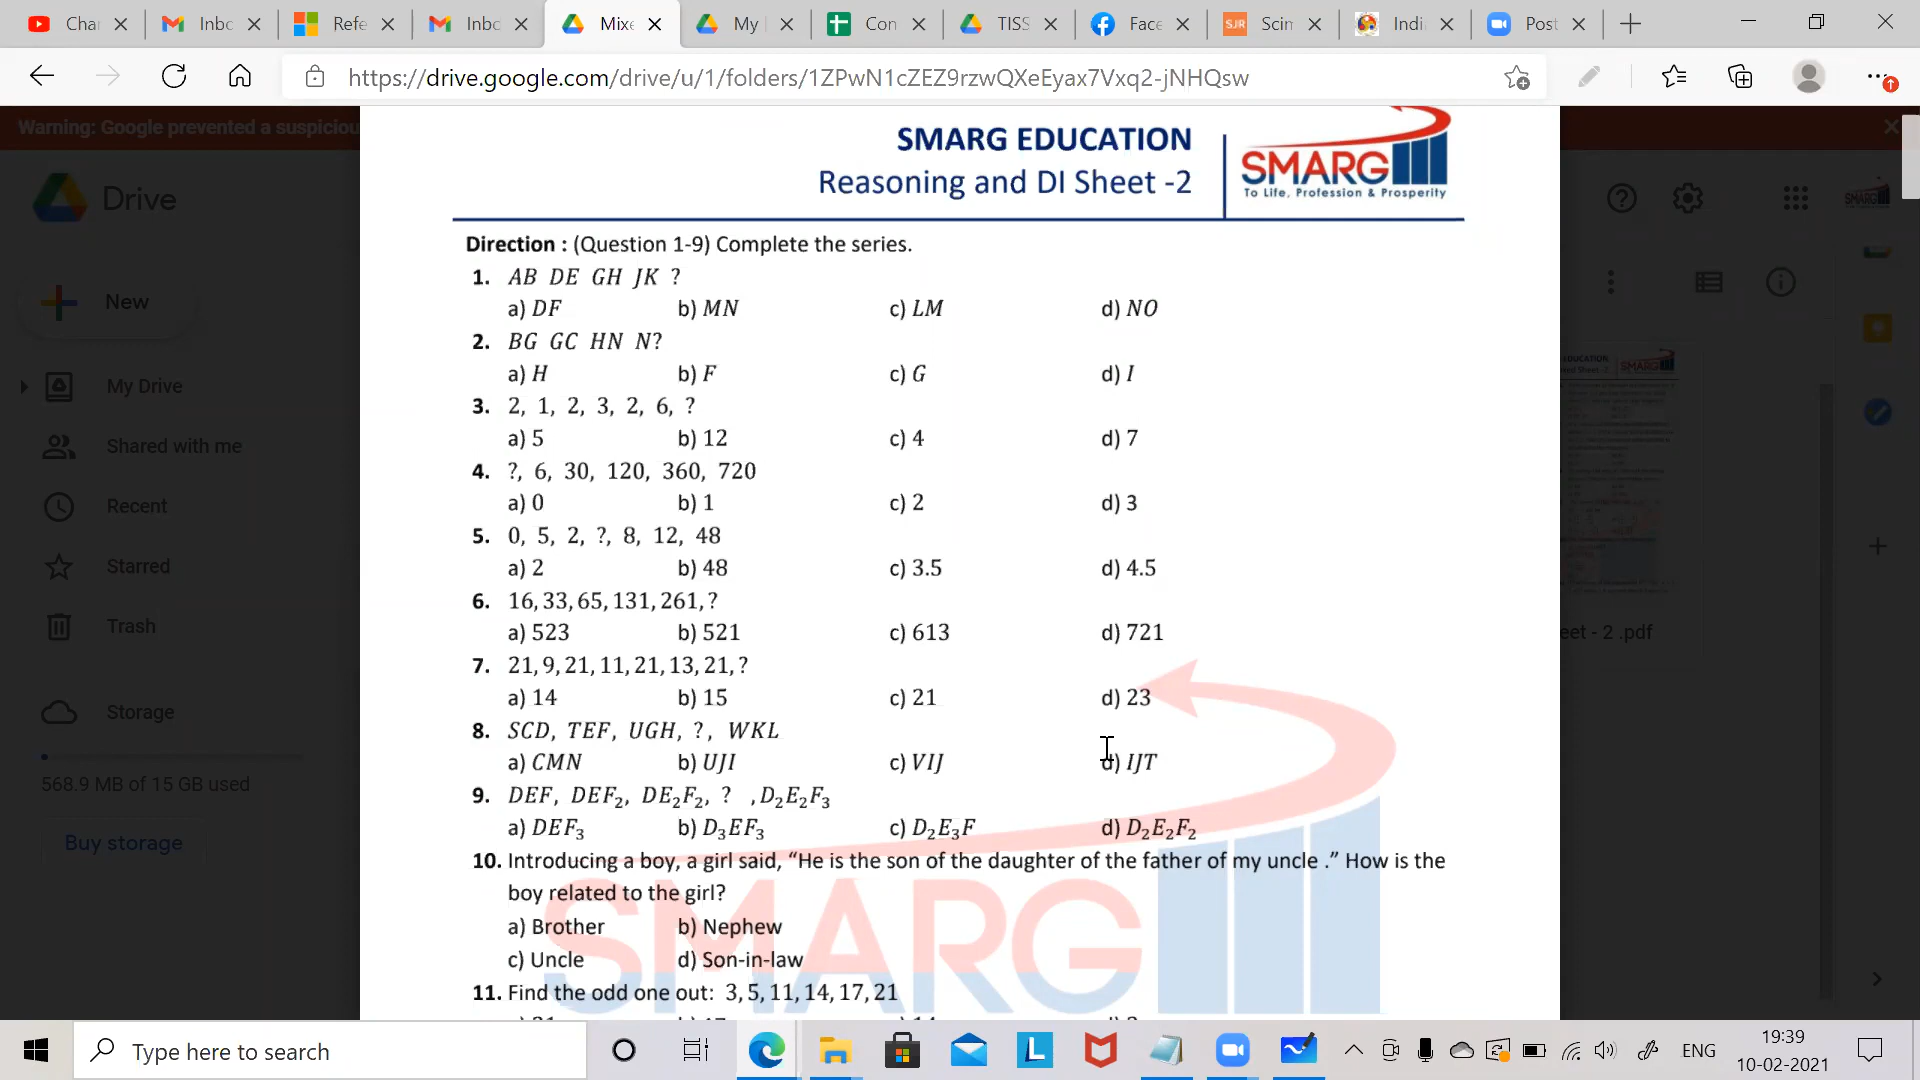 Cha
Inbo
Refe
Inbo
Mixe
My
Con
TISS
Face
SJR Scin
Indi
Post
https://drive.google.com/drive/u/1/folders/1ZPwN1cZEZ9rzwQXeEyax7Vxq2-jNHQsw
Warning: Google prevented a suspiciou
Drive
New
My Drive
Shared with me
Recent
Starred
Trash
Storage
568.9 MB of 15 GB used
Buy storage
SMARG EDUCATION
Reasoning and DI Sheet -2
SMARG
To Life, Profession & Prosperity
Direction : (Question 1-9) Complete the series.
1. AB DE GH JK ?
a) DF b) MN c) LM d) NO
2. BG GC HN N?
a) H b) F c) G d) I
3. 2, 1, 2, 3, 2, 6, ?
a) 5 b) 12 c) 4 d) 7
4. ?, 6, 30, 120, 360, 720
a) 0 b) 1 c) 2 d) 3
5. 0, 5, 2, ?, 8, 12, 48
a) 2 b) 48 c) 3.5 d) 4.5
6. 16, 33, 65, 131, 261, ?
a) 523 b) 521 c) 613 d) 721
7. 21, 9, 21, 11, 21, 13, 21, ?
a) 14 b) 15 c) 21 d) 23
8. SCD, TEF, UGH, ?, WKL
a) CMN b) UJI c) VIJ d) IJT
9. DEF, DEF₂, DE₂F₂, ? ,D₂E₂F₃
a) DEF₃ b) D₃EF₃ c) D₂E₃F d) D₂E₂F₂
10. Introducing a boy, a girl said, “He is the son of the daughter of the father of my uncle .” How is the
boy related to the girl?
a) Brother b) Nephew
c) Uncle d) Son-in-law
11. Find the odd one out: 3, 5, 11, 14, 17, 21
SMARG
eet - 2 .pdf
Type here to search
ENG
19:39
10-02-2021